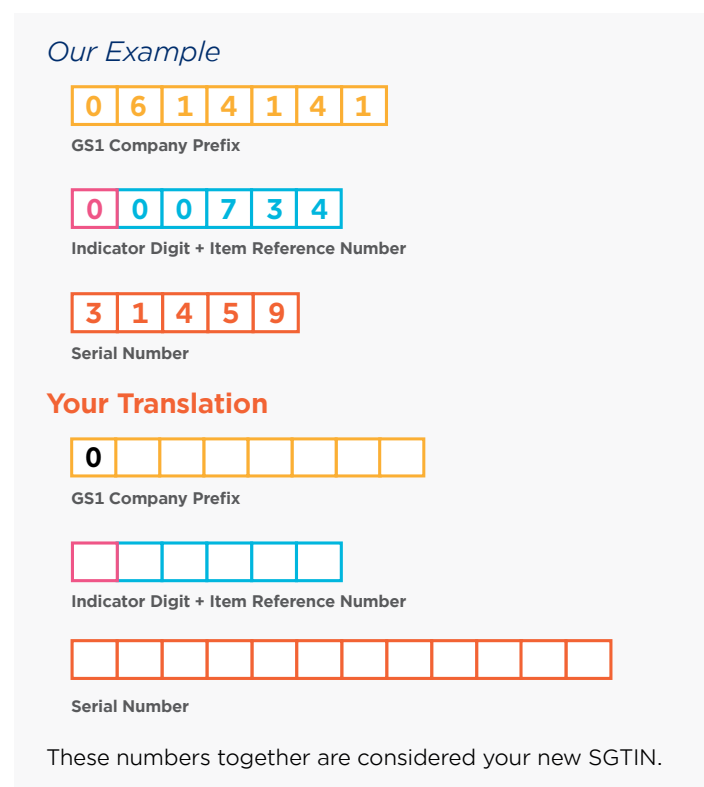 Our Example
0 6 1 4 1 4 1
GS1 Company Prefix
0 0 0 7 3 4
Indicator Digit + Item Reference Number
3 1 4 5 9
Serial Number
Your Translation
0
GS1 Company Prefix
Indicator Digit + Item Reference Number
Serial Number
These numbers together are considered your new SGTIN.